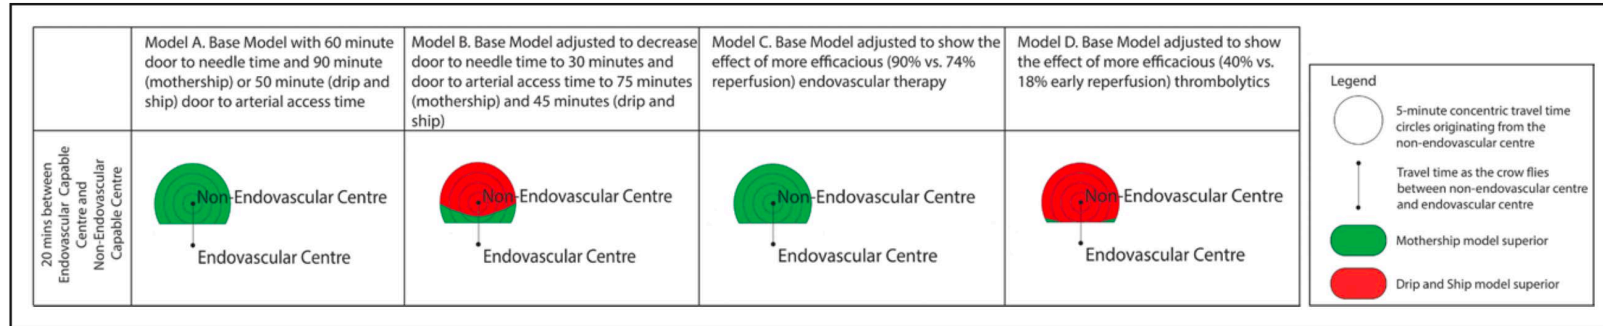 Model A. Base Model with 60 minute
door to needle time and 90 minute
(mothership) or 50 minute (drip and
ship) door to arterial access time
Model B. Base Model adjusted to decrease
door to needle time to 30 minutes and
door to arterial access time to 75 minutes
(mothership) and 45 minutes (drip and
ship)
Model C. Base Model adjusted to show the
effect of more efficacious (90% vs. 74%
reperfusion) endovascular therapy
Model D. Base Model adjusted to show
the effect of more efficacious (40% vs.
18% early reperfusion) thrombolytics
20 mins between
Endovascular Capable
Centre and
Non-Endovascular
Capable Centre
Non-Endovascular Centre
Endovascular Centre
Non-Endovascular Centre
Endovascular Centre
Non-Endovascular Centre
Endovascular Centre
Non-Endovascular Centre
Endovascular Centre
Legend
5-minute concentric travel time
circles originating from the
non-endovascular centre
Travel time as the crow flies
between non-endovascular centre
and endovascular centre
Mothership model superior
Drip and Ship model superior